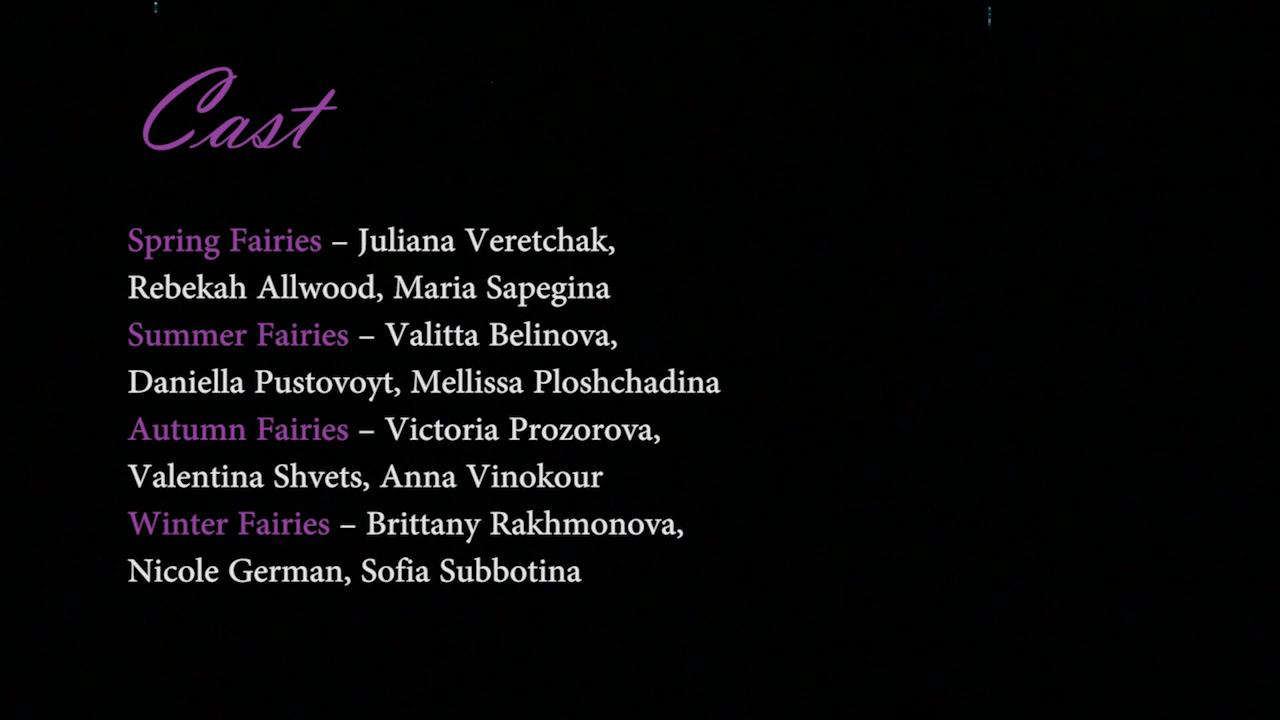 Cast
Spring Fairies – Juliana Veretchak,
Rebekah Allwood, Maria Sapegina
Summer Fairies – Valitta Belinova,
Daniella Pustovoyt, Mellissa Ploshchadina
Autumn Fairies – Victoria Prozorova,
Valentina Shvets, Anna Vinokour
Winter Fairies – Brittany Rakhmonova,
Nicole German, Sofia Subbotina